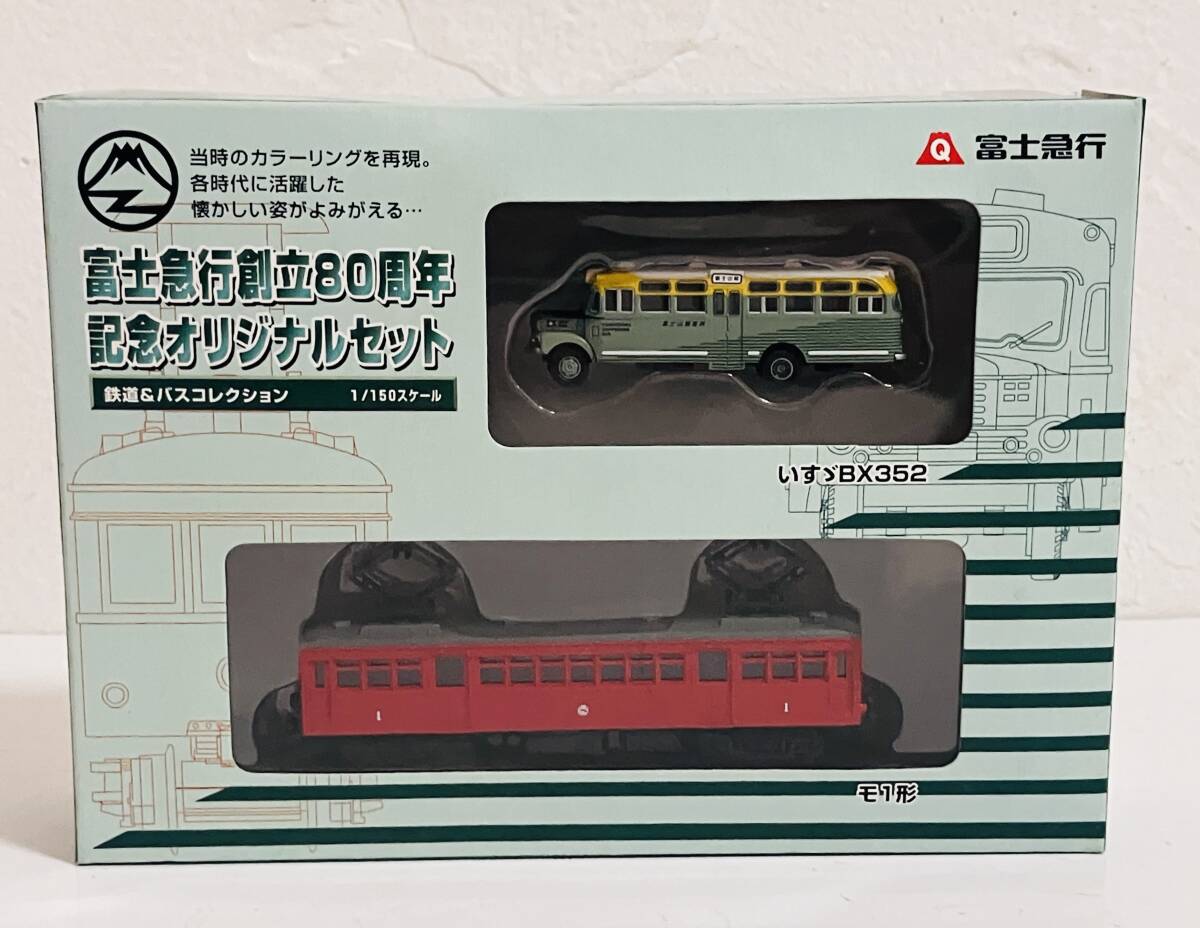 当時のカラーリングを再現。
各時代に活躍した
懐かしい姿がよみがえる…
Q 富士急行
富士急行創立80周年
記念オリジナルセット
鉄道&バスコレクション 1/150スケール
いすゞBX352
1
1
モ1形